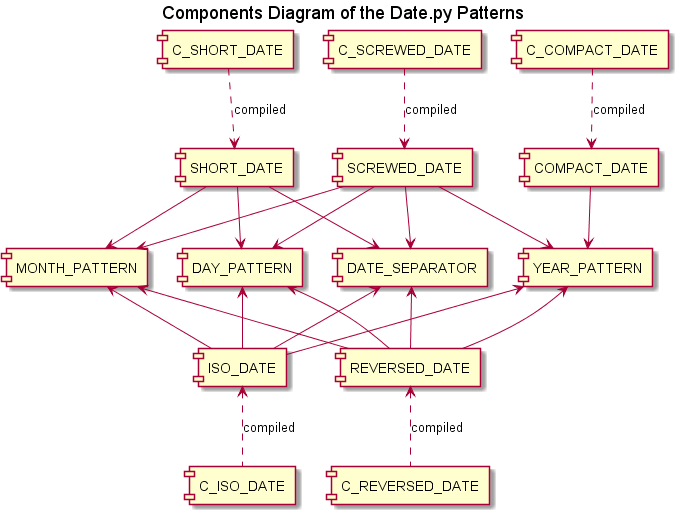 Components Diagram of the Date.py Patterns
C_SHORT_DATE
C_SCREWED_DATE
C_COMPACT_DATE
compiled
compiled
compiled
SHORT_DATE
SCREWED_DATE
COMPACT_DATE
MONTH_PATTERN
DAY_PATTERN
DATE_SEPARATOR
YEAR_PATTERN
ISO_DATE
REVERSED_DATE
compiled
compiled
C_ISO_DATE
C_REVERSED_DATE